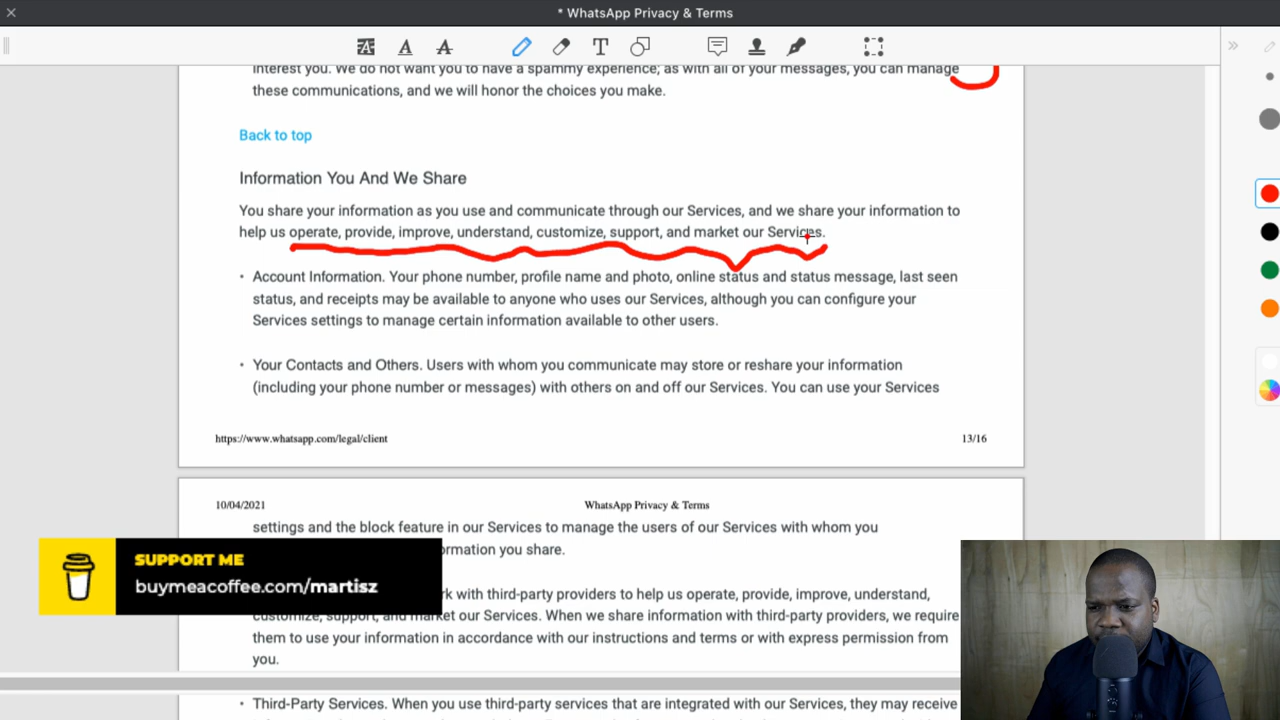 * WhatsApp Privacy & Terms
A A A T
interest you. We do not want you to have a spammy experience; as with all of your messages, you can manage
these communications, and we will honor the choices you make.
Back to top
Information You And We Share
You share your information as you use and communicate through our Services, and we share your information to
help us operate, provide, improve, understand, customize, support, and market our Services.
• Account Information. Your phone number, profile name and photo, online status and status message, last seen
status, and receipts may be available to anyone who uses our Services, although you can configure your
Services settings to manage certain information available to other users.
• Your Contacts and Others. Users with whom you communicate may store or reshare your information
(including your phone number or messages) with others on and off our Services. You can use your Services
https://www.whatsapp.com/legal/client 13/16
10/04/2021 WhatsApp Privacy & Terms
settings and the block feature in our Services to manage the users of our Services with whom you
ormation you share.
SUPPORT ME
buymeacoffee.com/martisz
k with third-party providers to help us operate, provide, improve, understand,
customize, support, and market our Services. When we share information with third-party providers, we require
them to use your information in accordance with our instructions and terms or with express permission from
you.
• Third-Party Services. When you use third-party services that are integrated with our Services, they may receive